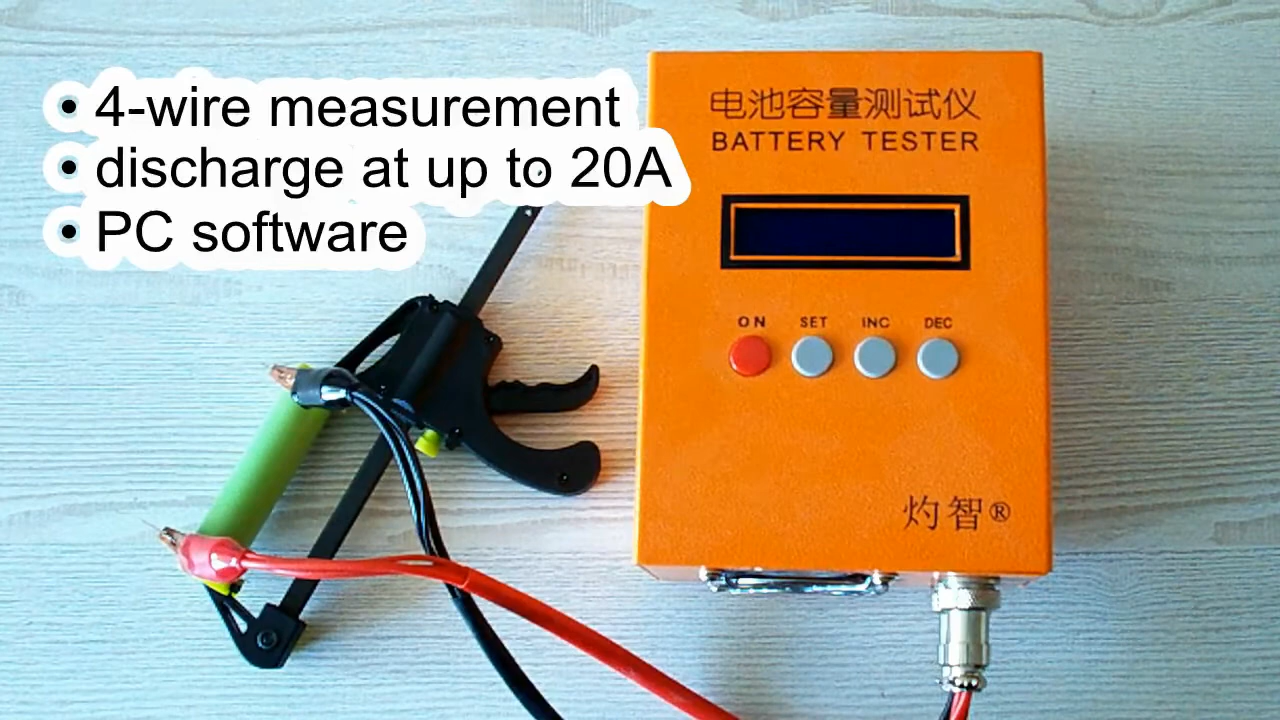 • 4-wire measurement
• discharge at up to 20A
• PC software
电池容量测试仪
BATTERY TESTER
ON SET INC DEC
灼智®